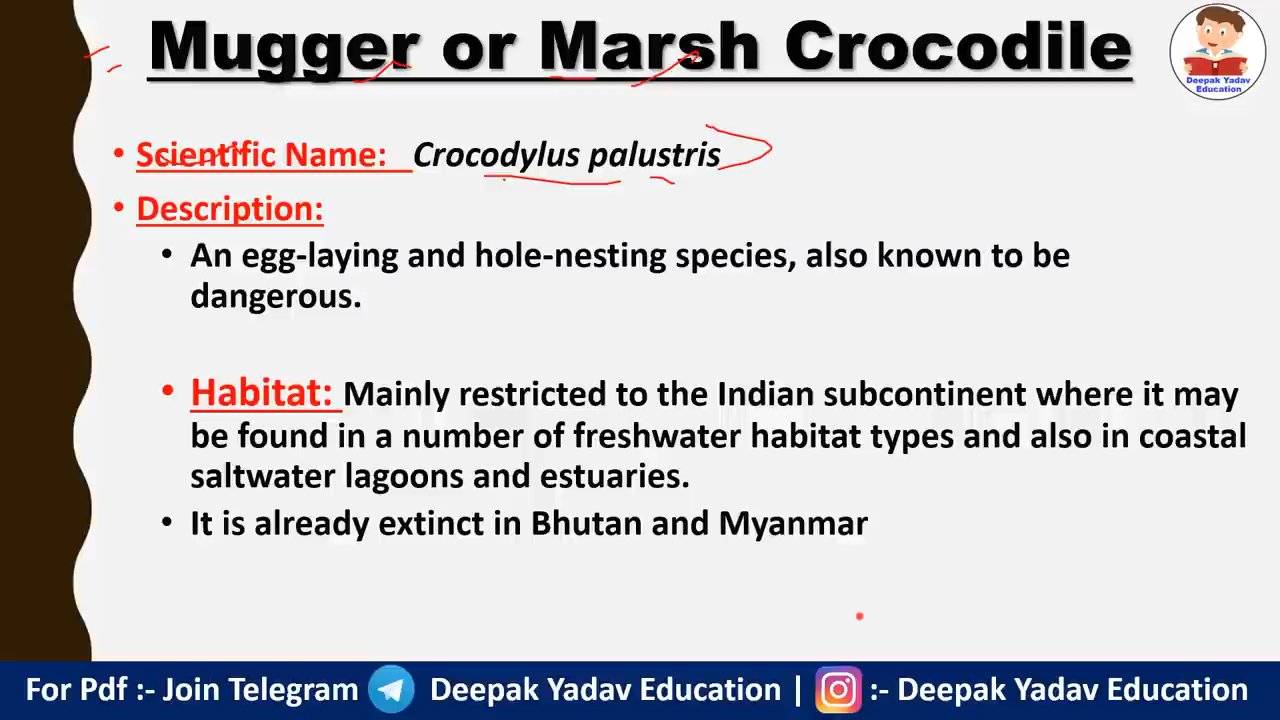 Mugger or Marsh Crocodile
Deepak Yadav
Education
• Scientific Name: Crocodylus palustris
• Description:
• An egg-laying and hole-nesting species, also known to be
dangerous.
• Habitat: Mainly restricted to the Indian subcontinent where it may
be found in a number of freshwater habitat types and also in coastal
saltwater lagoons and estuaries.
• It is already extinct in Bhutan and Myanmar
For Pdf :- Join Telegram Deepak Yadav Education | :- Deepak Yadav Education